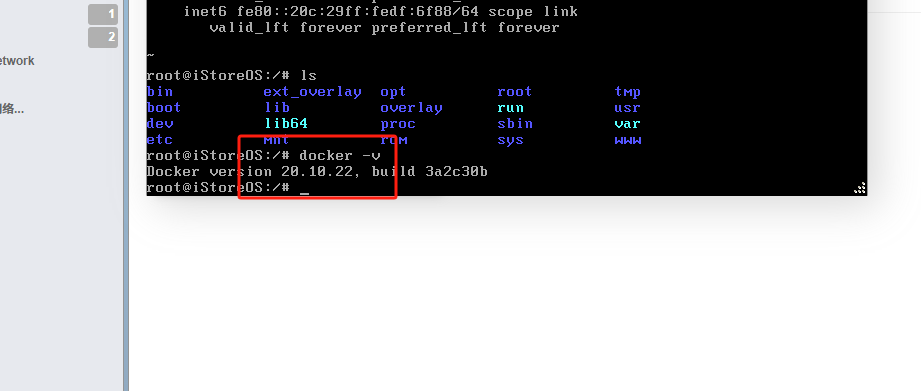 1
2
etwork
络...
inet6 fe80::20c:29ff:fedf:6f88/64 scope link
valid_lft forever preferred_lft forever
~
root@iStoreOS:/# ls
bin ext_overlay opt root tmp
boot lib overlay run usr
dev lib64 proc sbin var
etc mnt rom sys www
root@iStoreOS:/# docker -v
Docker version 20.10.22, build 3a2c30b
root@iStoreOS:/# _